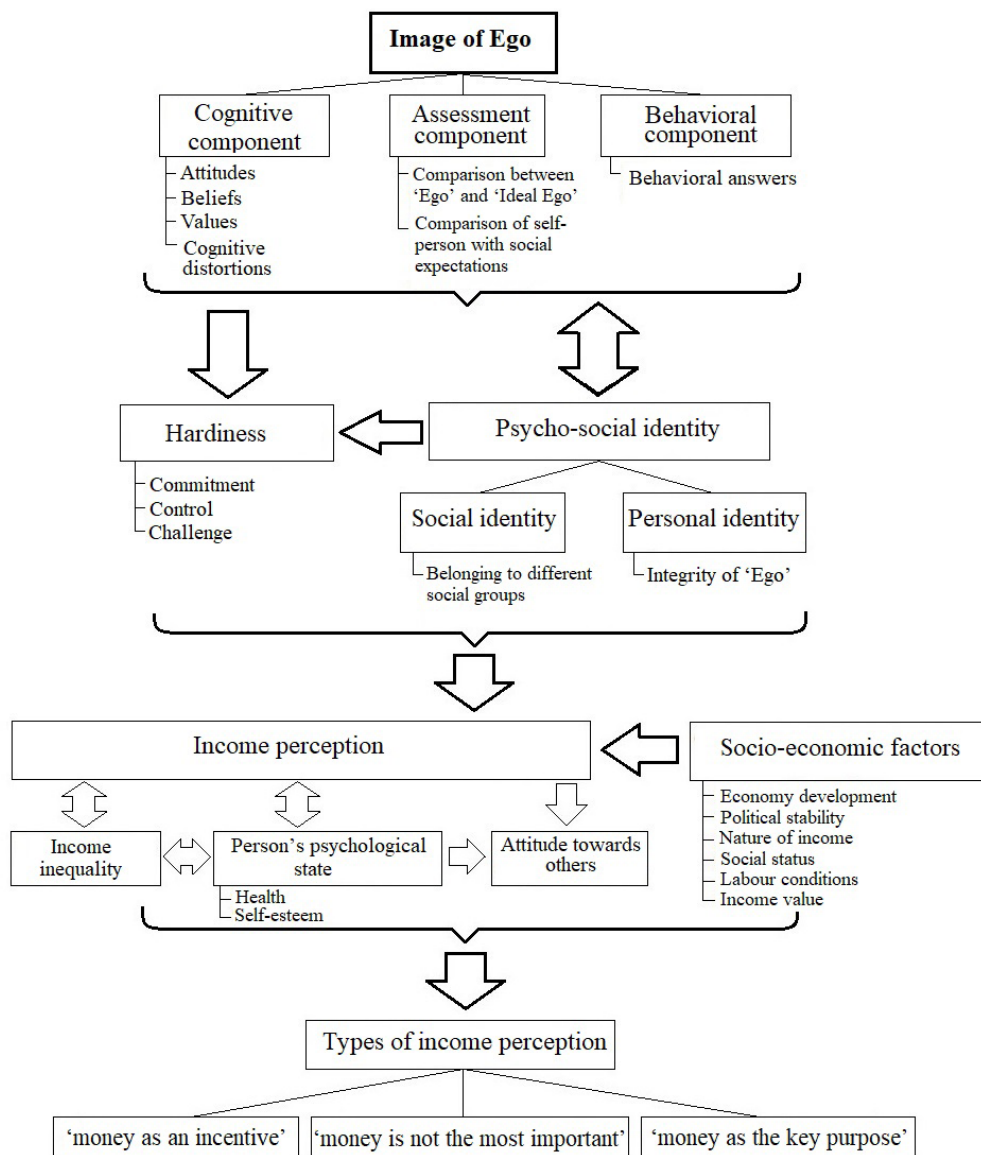 Image of Ego
Cognitive
component
Assessment
component
Behavioral
component
Attitudes
Beliefs
Values
Cognitive
distortions
Comparison between
‘Ego’ and ‘Ideal Ego’
Comparison of self-
person with social
expectations
Behavioral answers
Hardiness
Psycho-social identity
Commitment
Control
Challenge
Social identity
Personal identity
Belonging to different
social groups
Integrity of ‘Ego’
Income perception
Socio-economic factors
Economy development
Political stability
Nature of income
Social status
Labour conditions
Income value
Income
inequality
Person’s psychological
state
Attitude towards
others
Health
Self-esteem
Types of income perception
‘money as an incentive’
‘money is not the most important’
‘money as the key purpose’